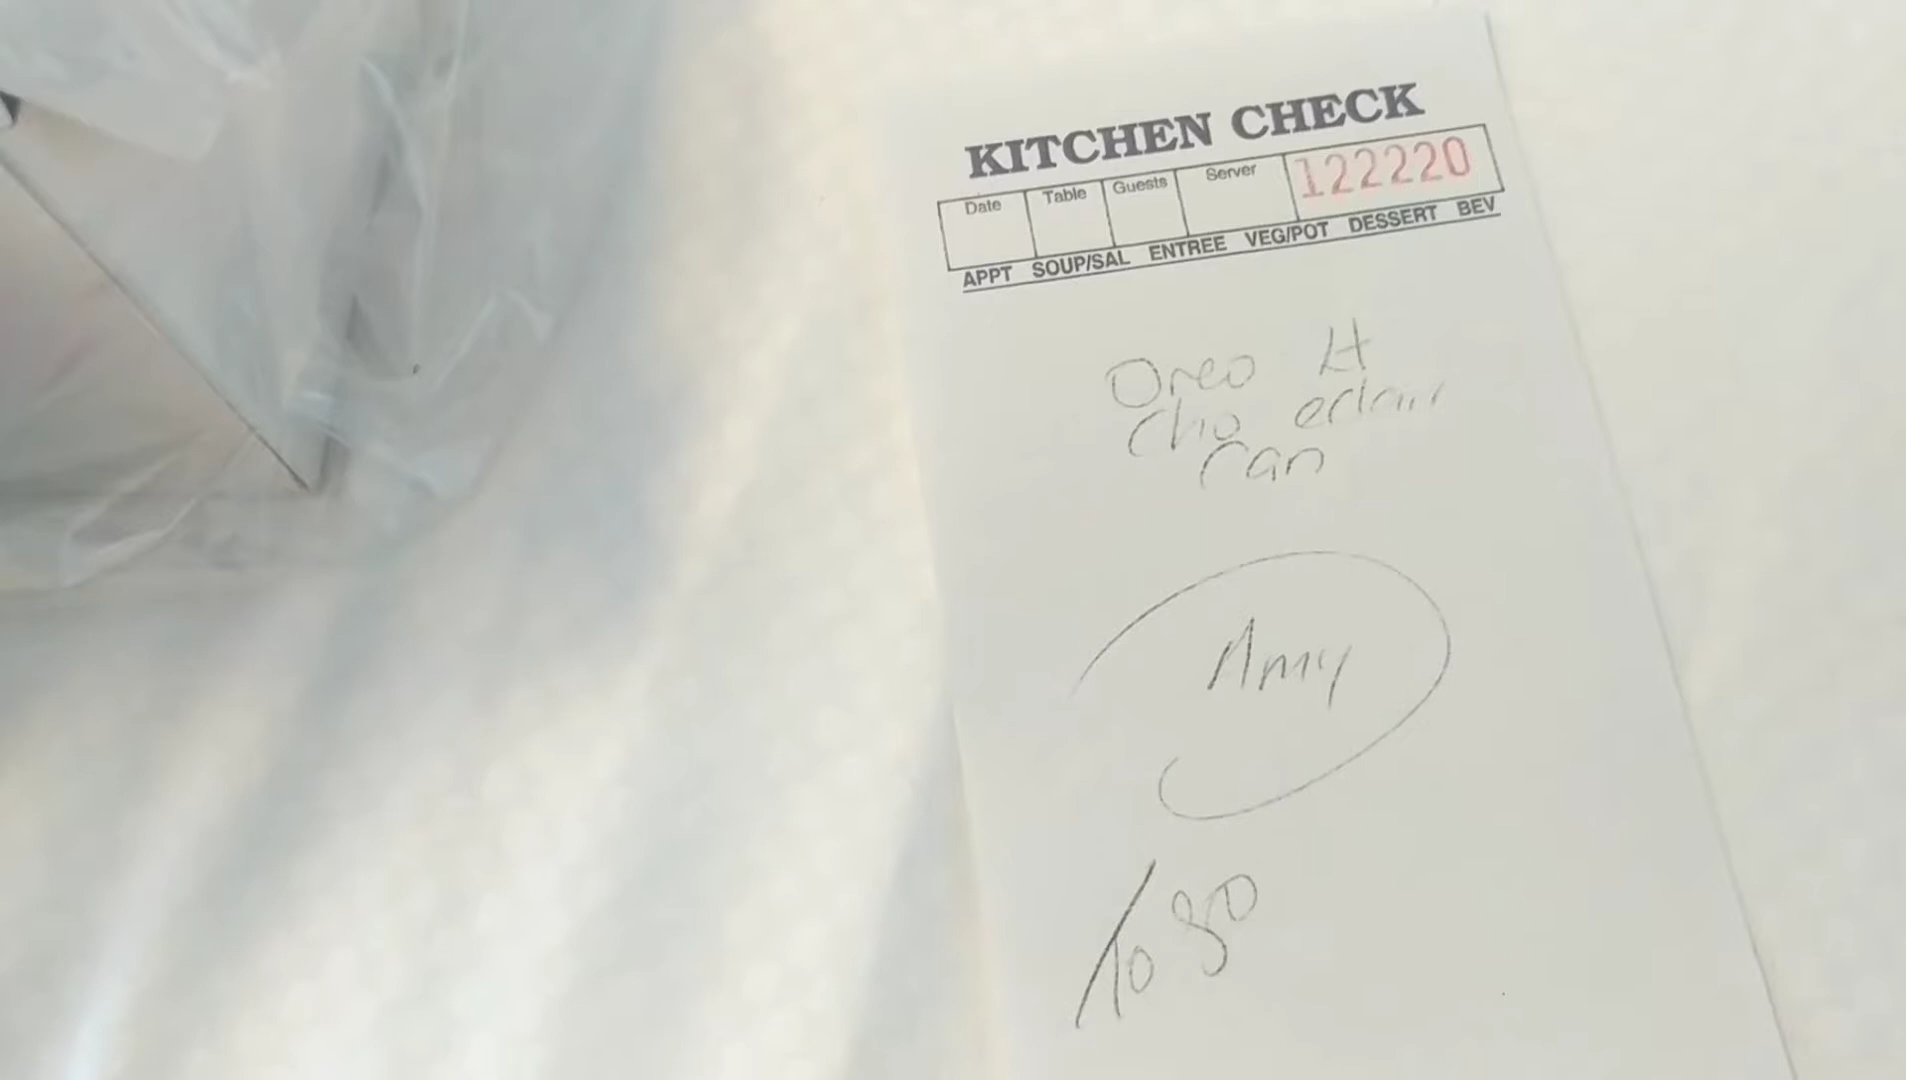 KITCHEN CHECK
Date Table Guests Server 122220
APPT SOUP/SAL ENTREE VEG/POT DESSERT BEV
Oreo
Cho
Can
Amy
To go